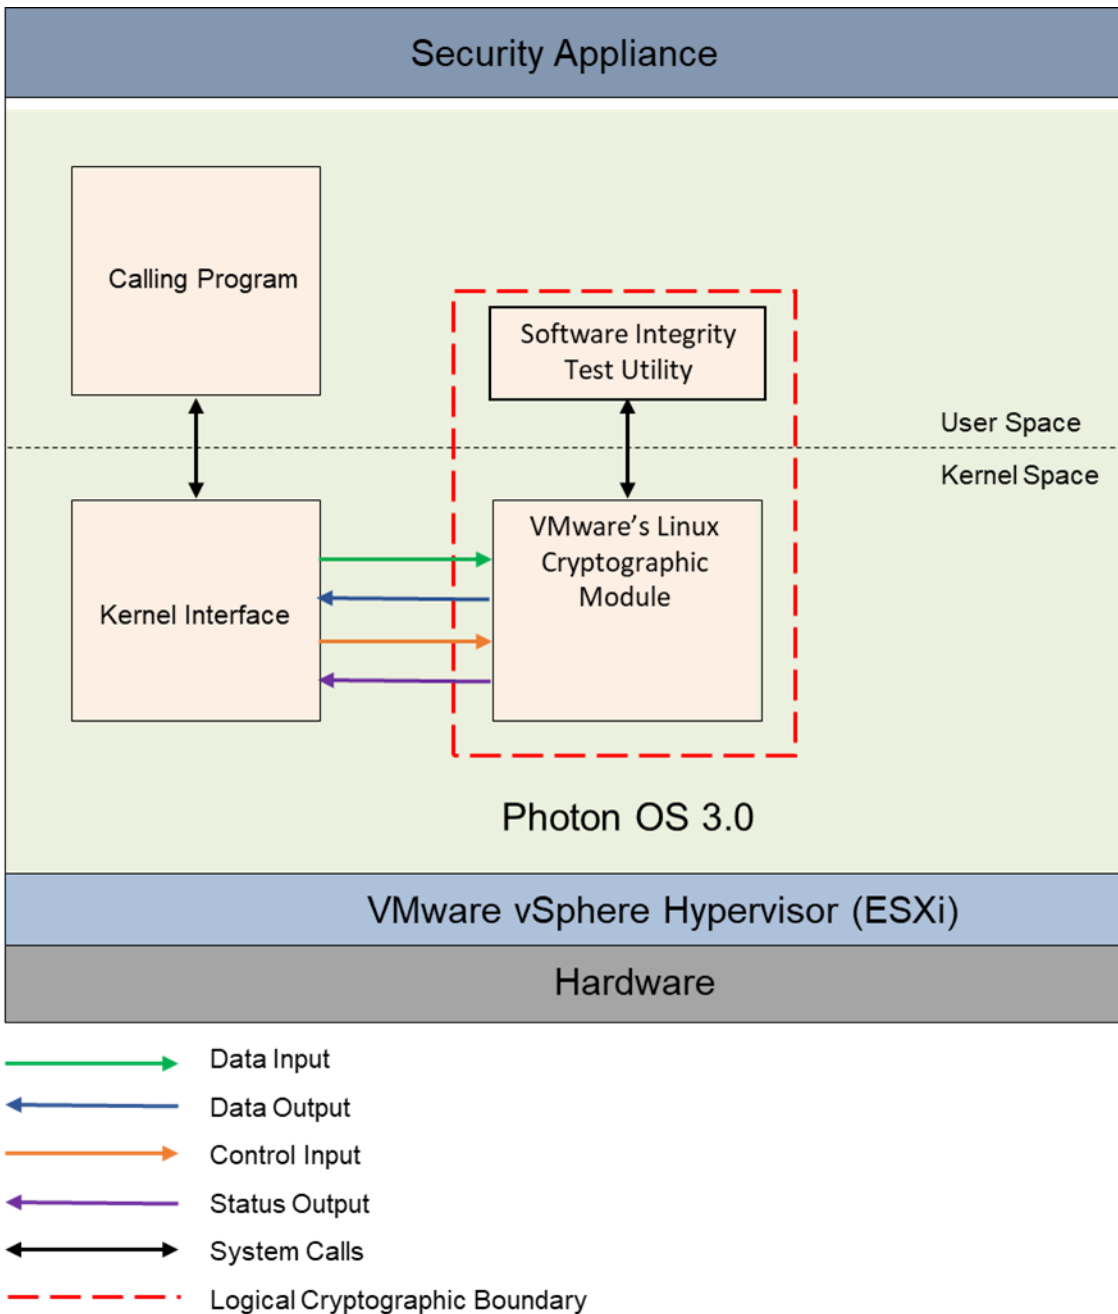 Security Appliance
Calling Program
Software Integrity
Test Utility
User Space
Kernel Space
VMware’s Linux
Cryptographic
Module
Kernel Interface
Photon OS 3.0
VMware vSphere Hypervisor (ESXi)
Hardware
Data Input
Data Output
Control Input
Status Output
System Calls
Logical Cryptographic Boundary